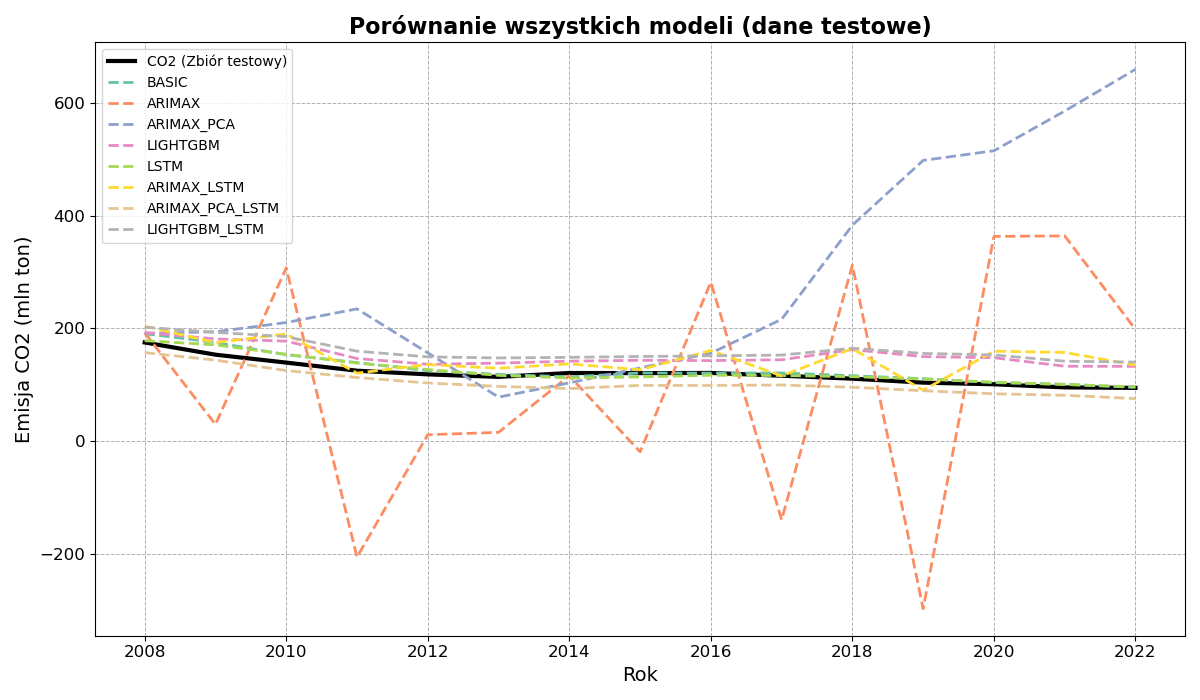 Porównanie wszystkich modeli (dane testowe)
CO2 (Zbiór testowy)
BASIC
ARIMAX
ARIMAX_PCA
LIGHTGBM
LSTM
ARIMAX_LSTM
ARIMAX_PCA_LSTM
LIGHTGBM_LSTM
Emisja CO2 (mln ton)
600
400
200
0
−200
2008 2010 2012 2014 2016 2018 2020 2022
Rok